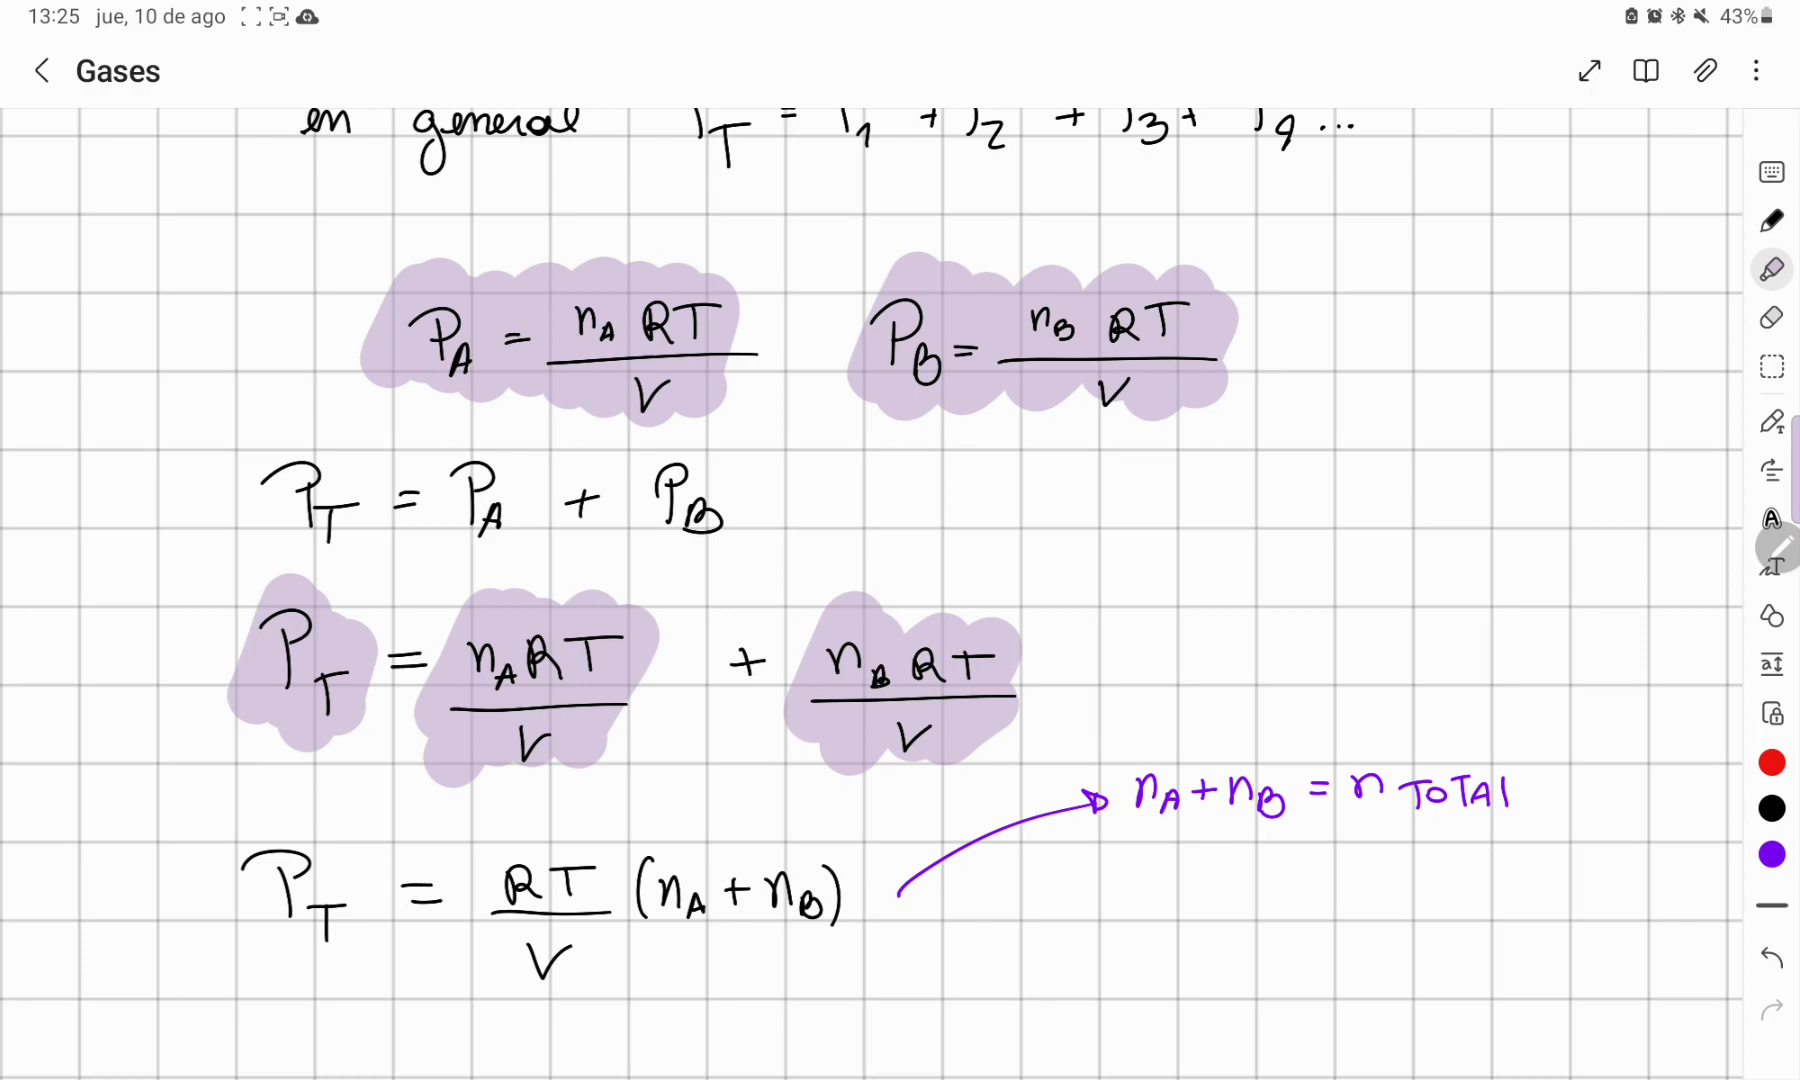 13:25 jue, 10 de ago 43%
Gases
en general P_T = P_1 + P_2 + P_3 + P_4 ...
P_A = n_A RT / V P_B = n_B RT / V
P_T = P_A + P_B
P_T = n_A RT / V + n_B RT / V
n_A + n_B = n TOTAL
P_T = RT / V (n_A + n_B)